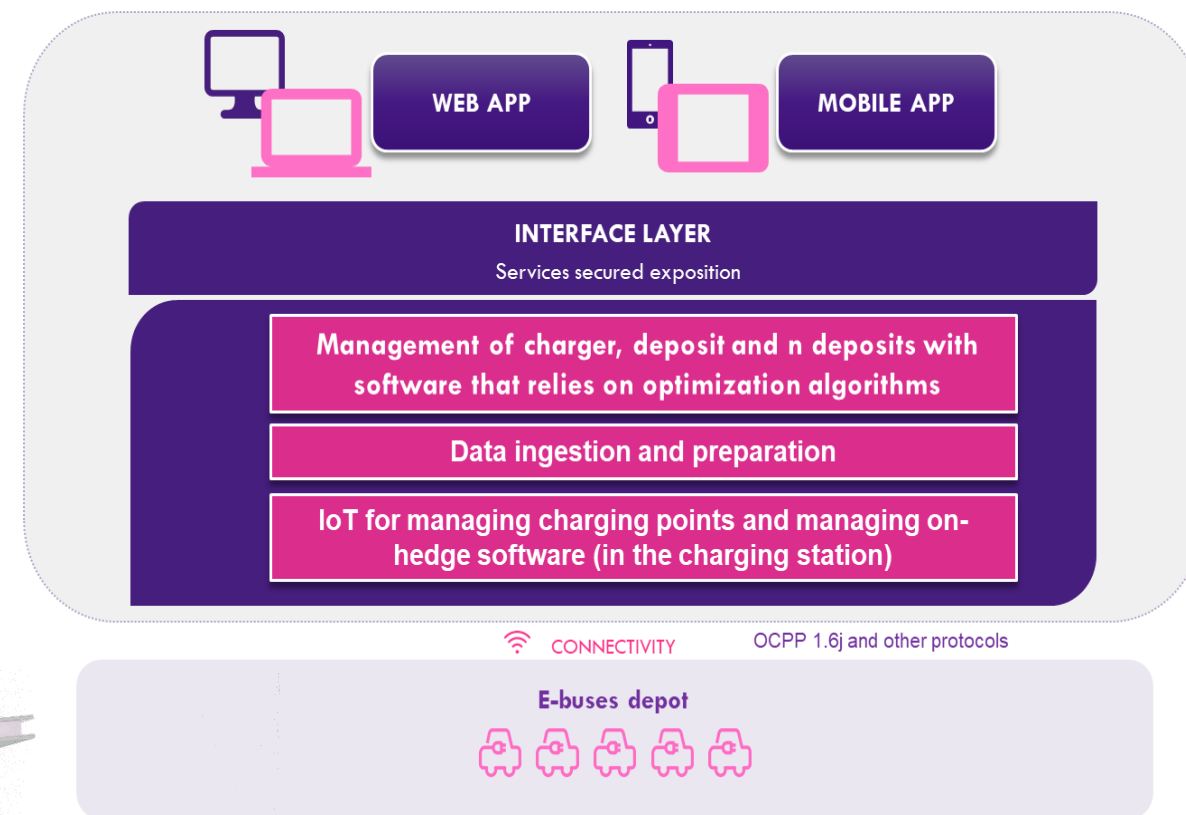 WEB APP
MOBILE APP
INTERFACE LAYER
Services secured exposition
Management of charger, deposit and n deposits with
software that relies on optimization algorithms
Data ingestion and preparation
IoT for managing charging points and managing on-
hedge software (in the charging station)
CONNECTIVITY
OCPP 1.6j and other protocols
E-buses depot